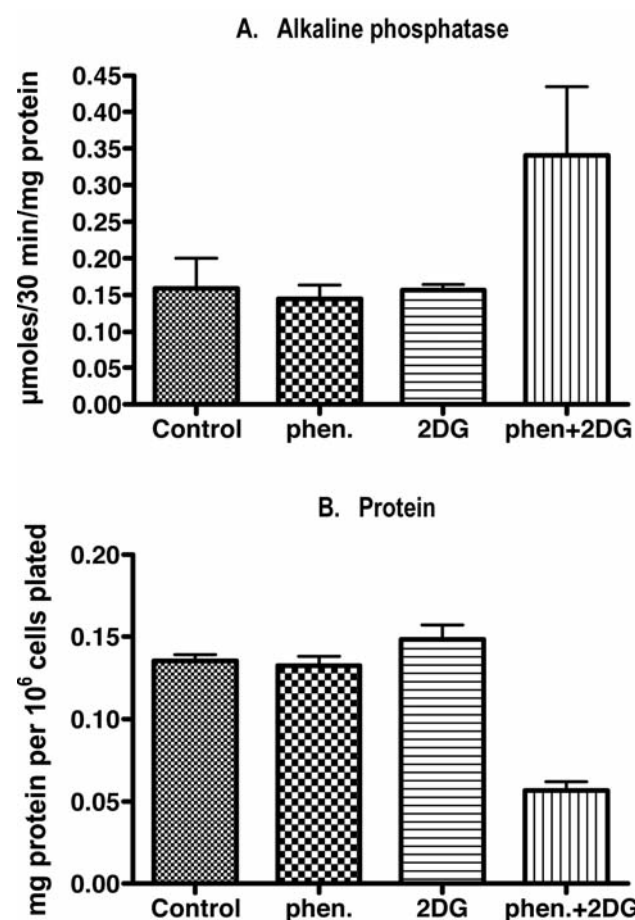 A. Alkaline phosphatase
µmoles/30 min/mg protein
0.45
0.40
0.35
0.30
0.25
0.20
0.15
0.10
0.05
0.00
Control phen. 2DG phen+2DG
B. Protein
mg protein per 10⁶ cells plated
0.20
0.15
0.10
0.05
0.00
Control phen. 2DG phen.+2DG